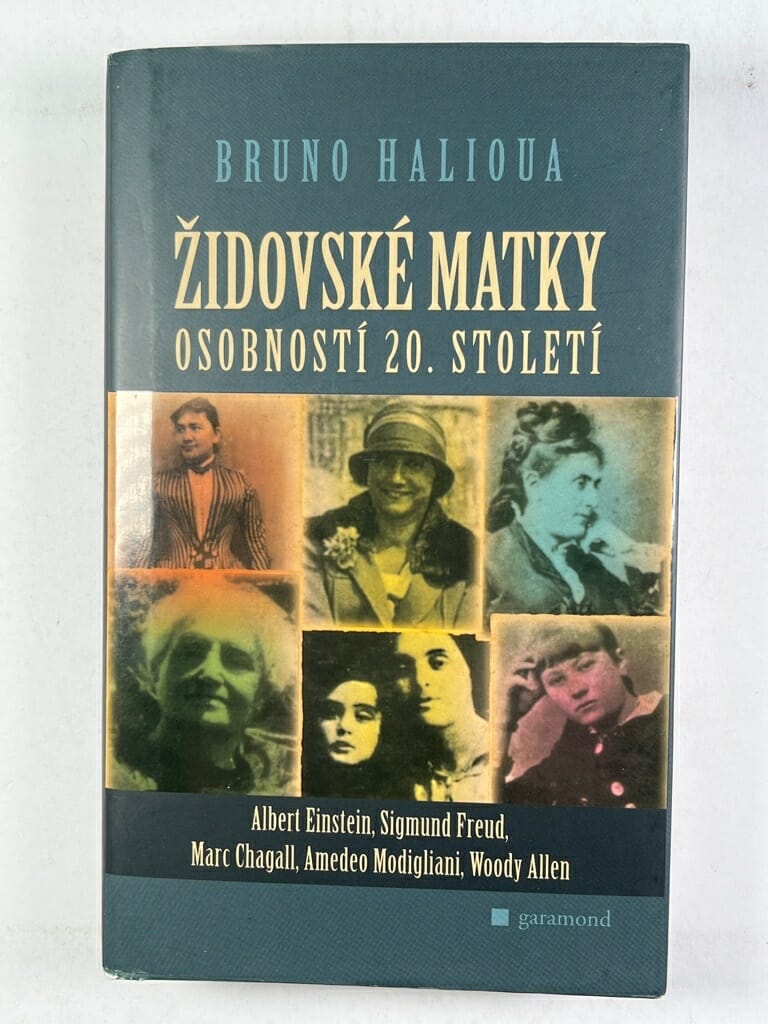 BRUNO HALIOUA
ŽIDOVSKÉ MATKY
OSOBNOSTÍ 20. STOLETÍ
Albert Einstein, Sigmund Freud,
Marc Chagall, Amedeo Modigliani, Woody Allen
garamond